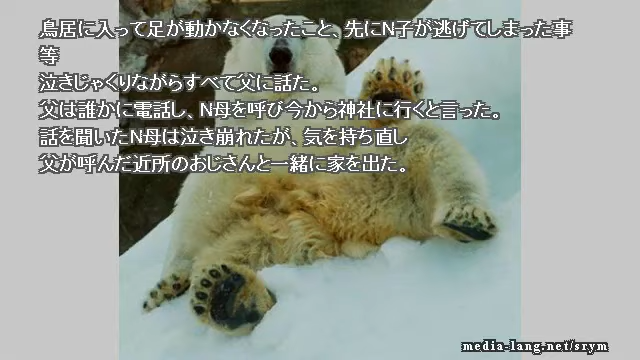 鳥居に入って足が動かなくなったこと、先にN子が逃げてしまった事
等
泣きじゃくりながらすべて父に話た。
父は誰かに電話し、N母を呼び今から神社に行くと言った。
話を聞いたN母は泣き崩れたが、気を持ち直し
父が呼んだ近所のおじさんと一緒に家を出た。
media-lang.net/srym